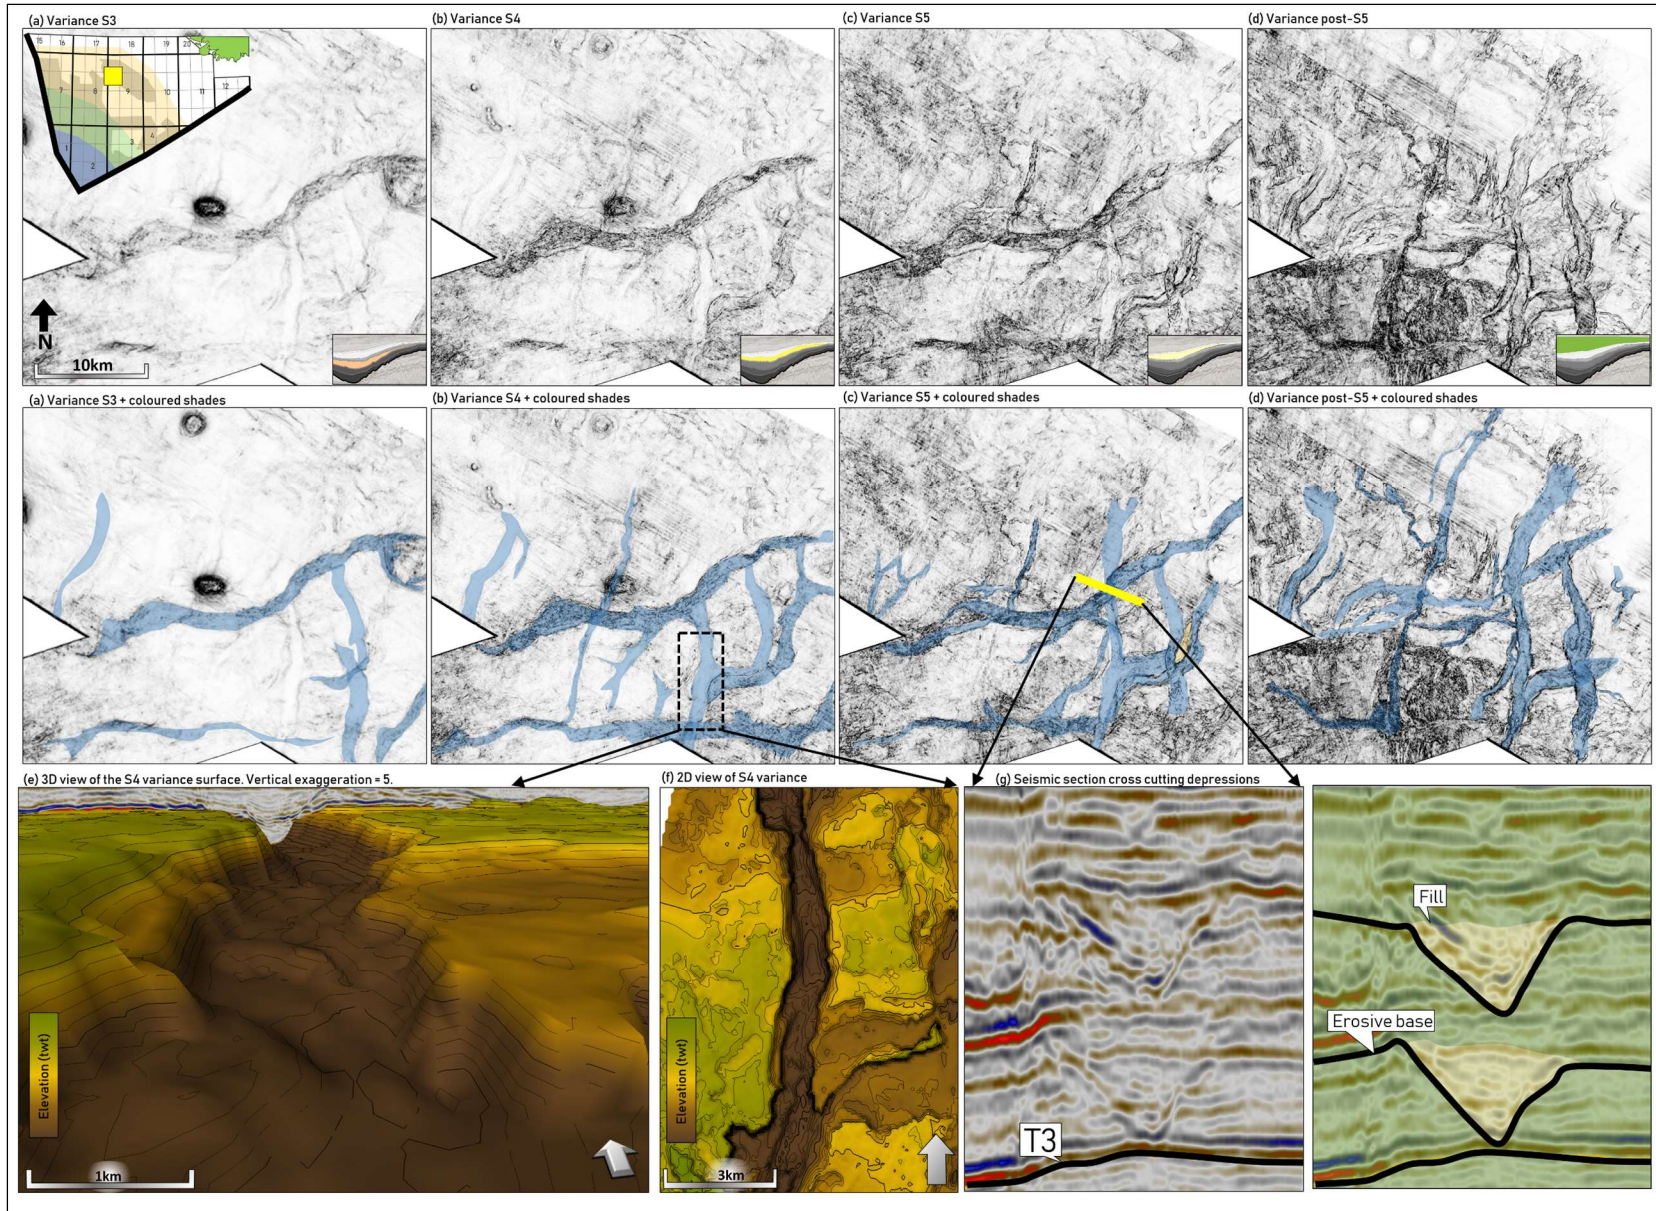 (a) Variance S3
(b) Variance S4
(c) Variance S5
(d) Variance post-S5
15 16 17 18 19 20
7 8 9 10 11 12
1 2 3 4
N
10km
(a) Variance S3 + coloured shades
(b) Variance S4 + coloured shades
(c) Variance S5 + coloured shades
(d) Variance post-S5 + coloured shades
(e) 3D view of the S4 variance surface. Vertical exaggeration = 5.
(f) 2D view of S4 variance
(g) Seismic section cross cutting depressions
Elevation (twt)
1km
Elevation (twt)
3km
T3
Fill
Erosive base